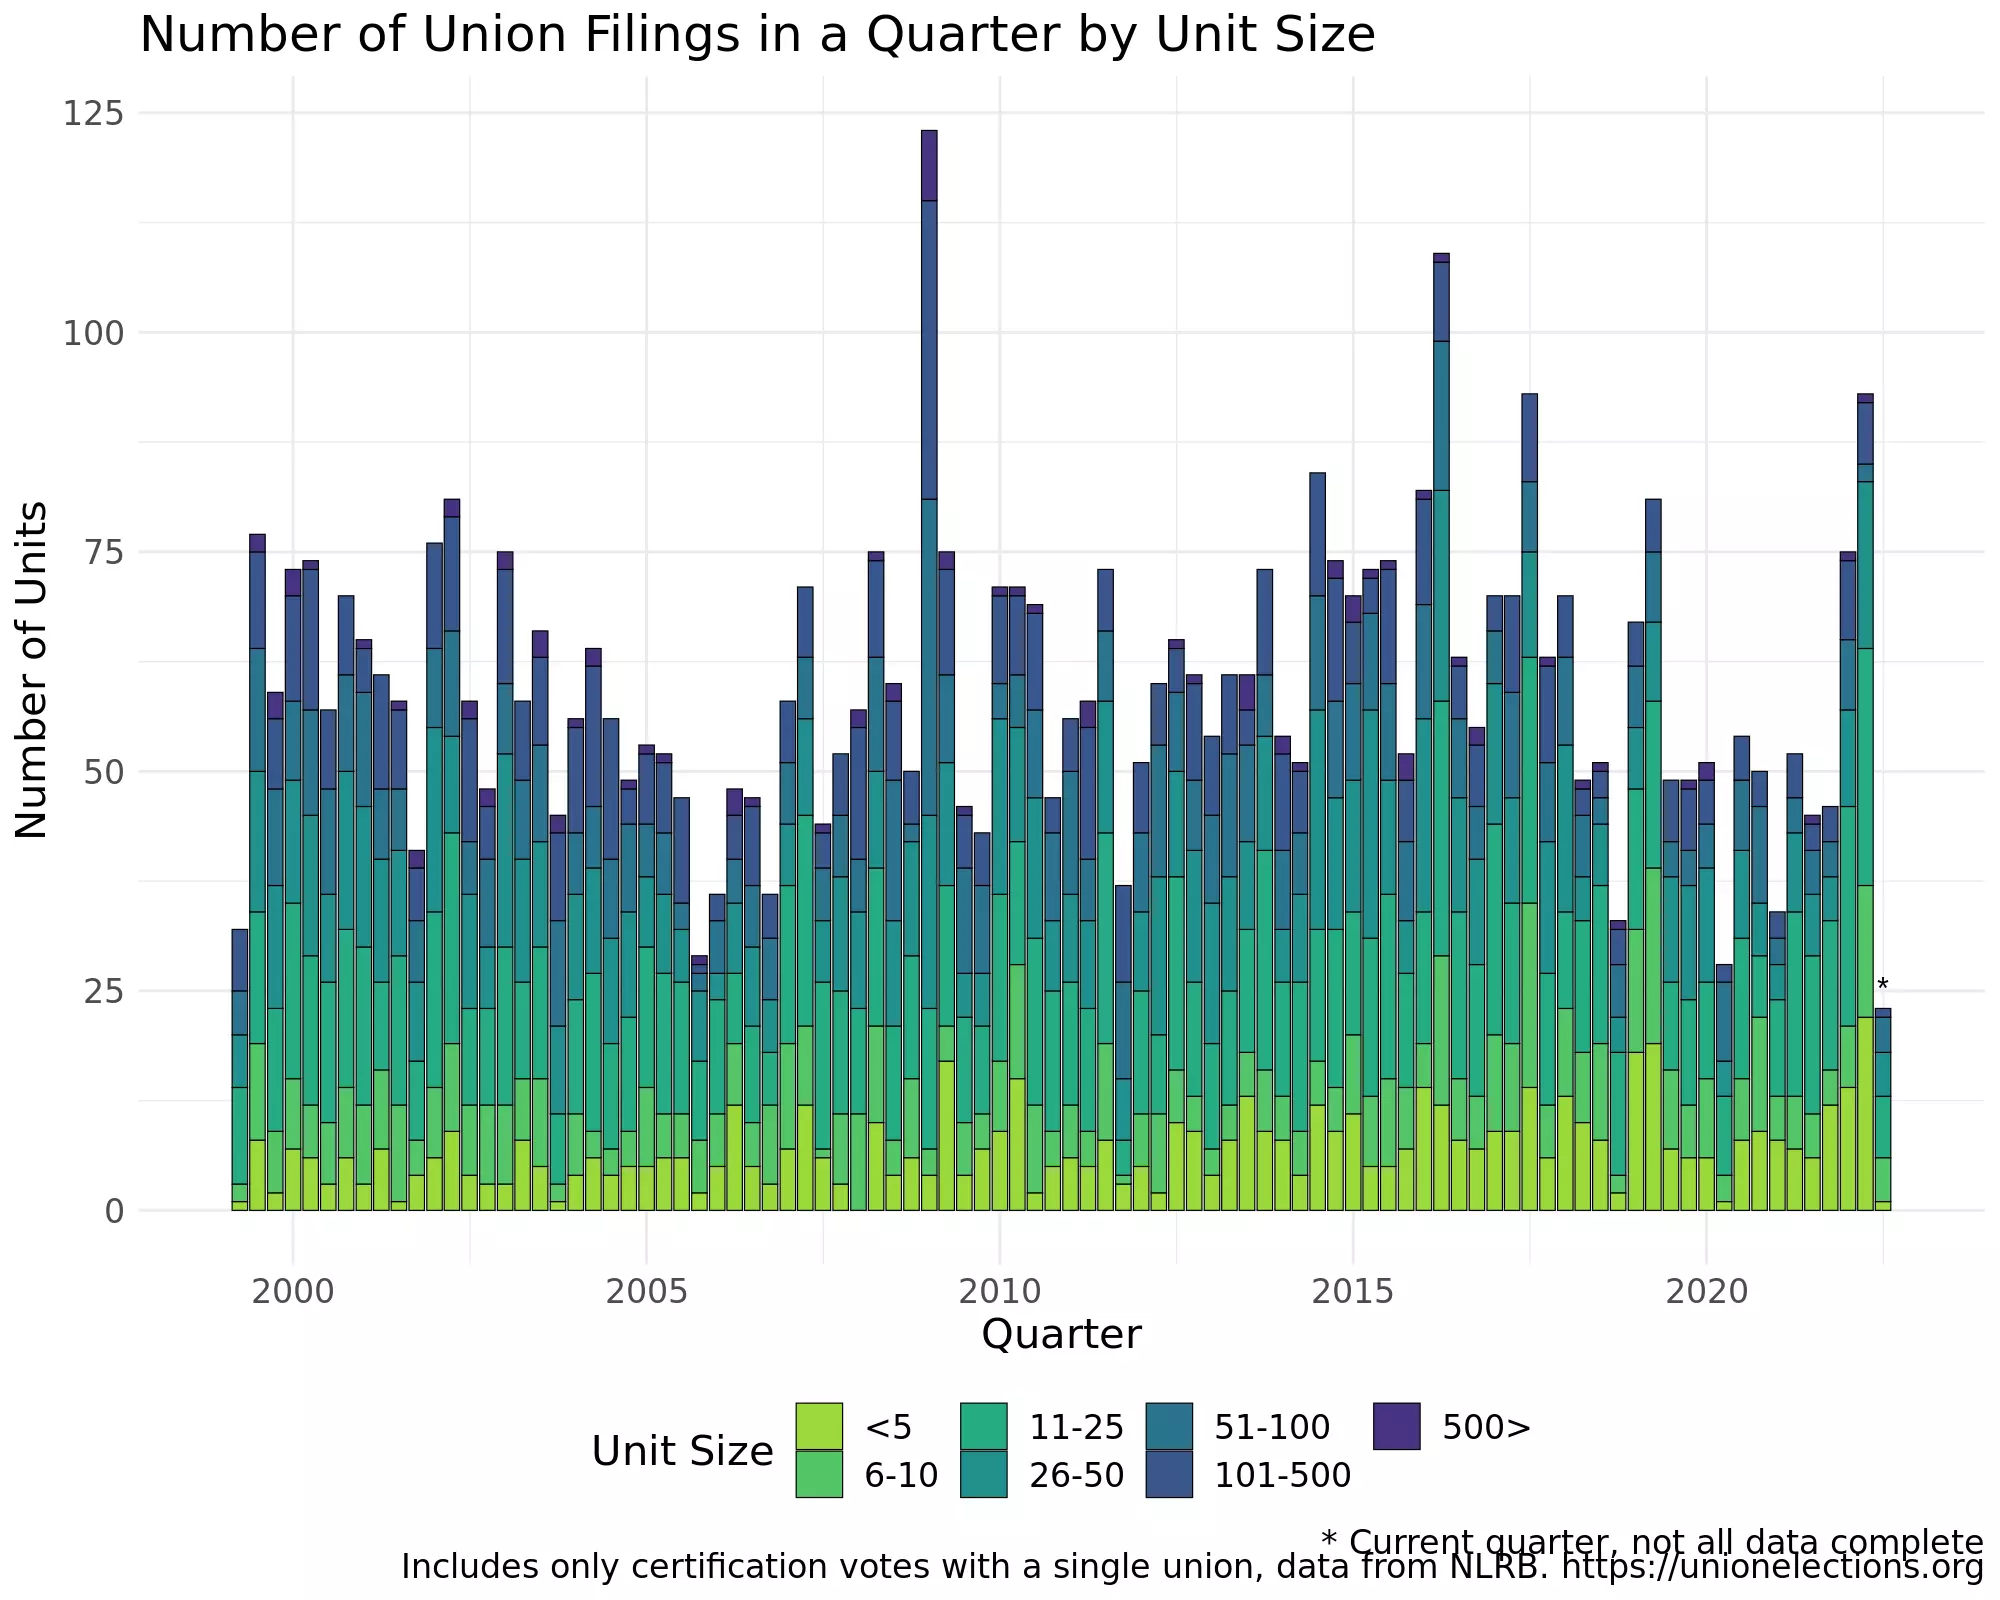 Number of Union Filings in a Quarter by Unit Size
125
100
75
50
25
0
Number of Units
*
2000 2005 2010 2015 2020
Quarter
Unit Size
<5 11-25 51-100 500>
6-10 26-50 101-500
* Current quarter, not all data complete
Includes only certification votes with a single union, data from NLRB. https://unionelections.org